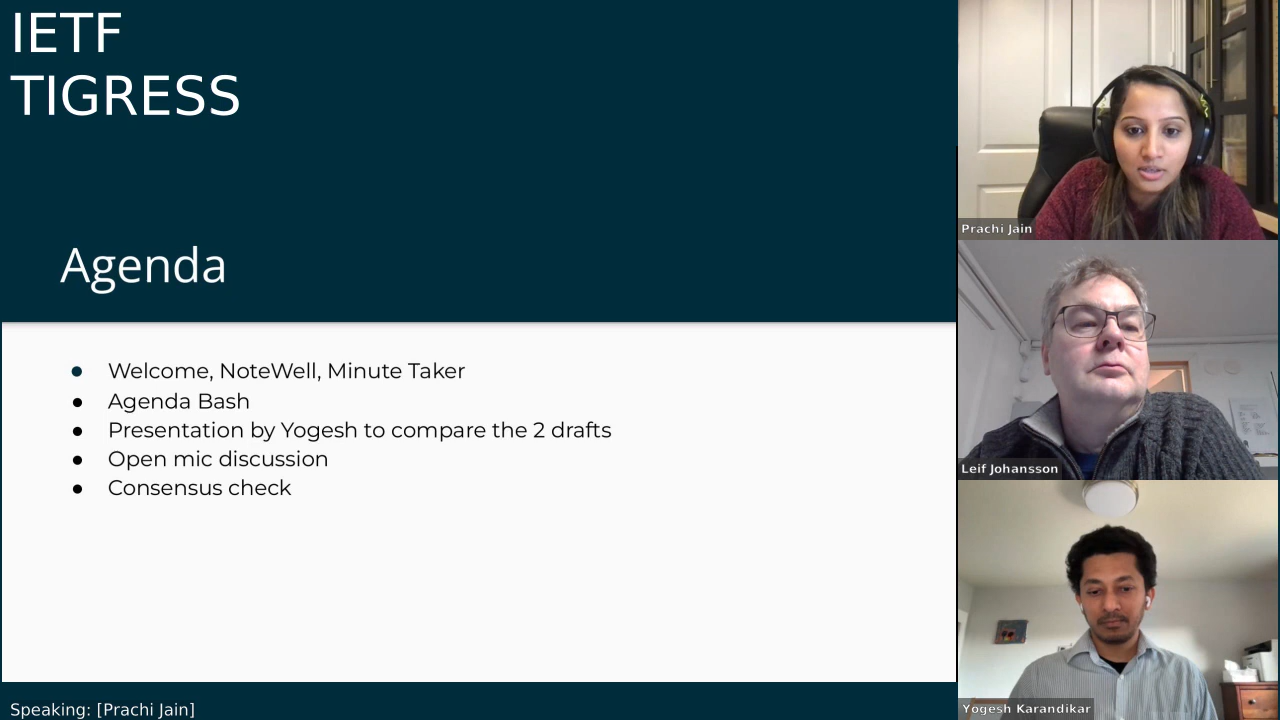 IETF
TIGRESS
Agenda
Welcome, NoteWell, Minute Taker
Agenda Bash
Presentation by Yogesh to compare the 2 drafts
Open mic discussion
Consensus check
Speaking: [Prachi Jain]
Prachi Jain
Leif Johansson
Yogesh Karandikar